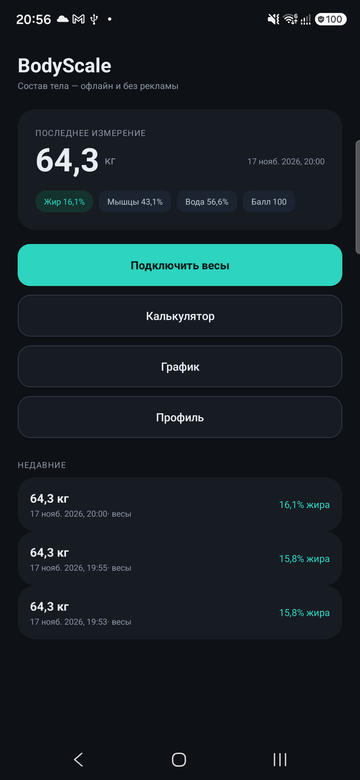 20:56
100
BodyScale
Состав тела — офлайн и без рекламы
ПОСЛЕДНЕЕ ИЗМЕРЕНИЕ
64,3 КГ
17 нояб. 2026, 20:00
Жир 16,1%
Мышцы 43,1%
Вода 56,6%
Балл 100
Подключить весы
Калькулятор
График
Профиль
НЕДАВНИЕ
64,3 кг
16,1% жира
17 нояб. 2026, 20:00· весы
64,3 кг
15,8% жира
17 нояб. 2026, 19:55· весы
64,3 кг
15,8% жира
17 нояб. 2026, 19:53· весы